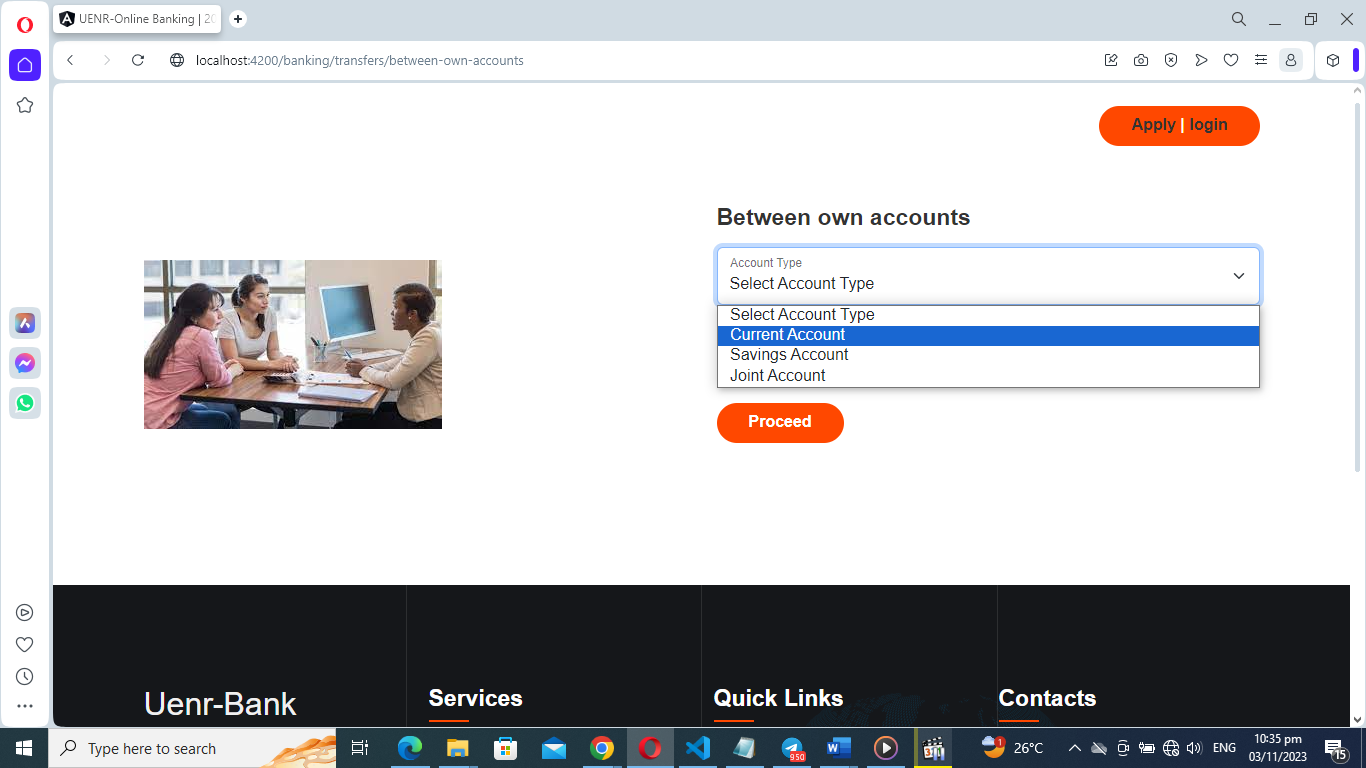 UENR-Online Banking | 20
localhost:4200/banking/transfers/between-own-accounts
Apply | login
Between own accounts
Account Type
Select Account Type
Select Account Type
Current Account
Savings Account
Joint Account
Proceed
Uenr-Bank
Services
Quick Links
Contacts
Type here to search
950
1
26°C
ENG
10:35 pm
03/11/2023
15